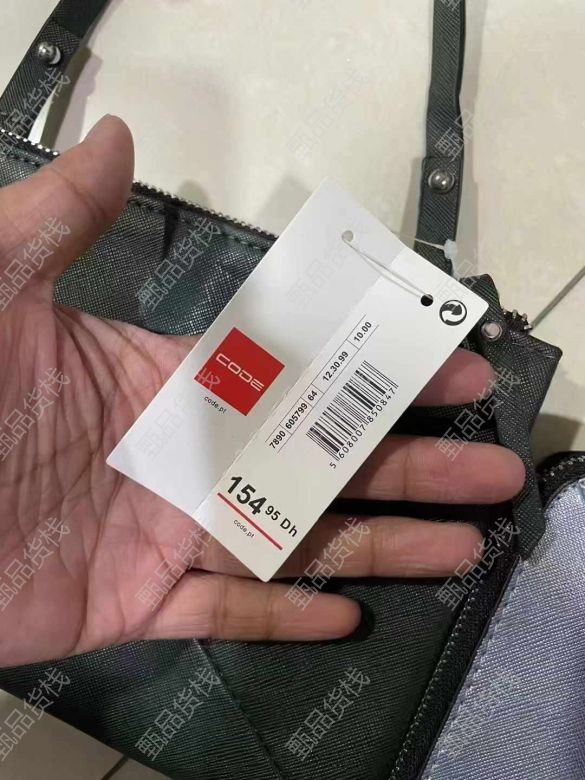 CODE
code.pt
7890 605799 64 12.30.99 10.00
5 608007 850847
154 95 Dh
code.pt
甄品货栈